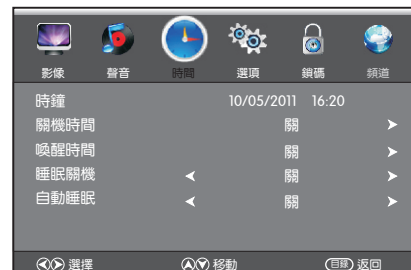 影像 聲音 時間 選項 鎖碼 頻道
時鐘 10/05/2011 16:20
關機時間 關
喚醒時間 關
睡眠關機 關
自動睡眠 關
選擇 移動 目錄 返回